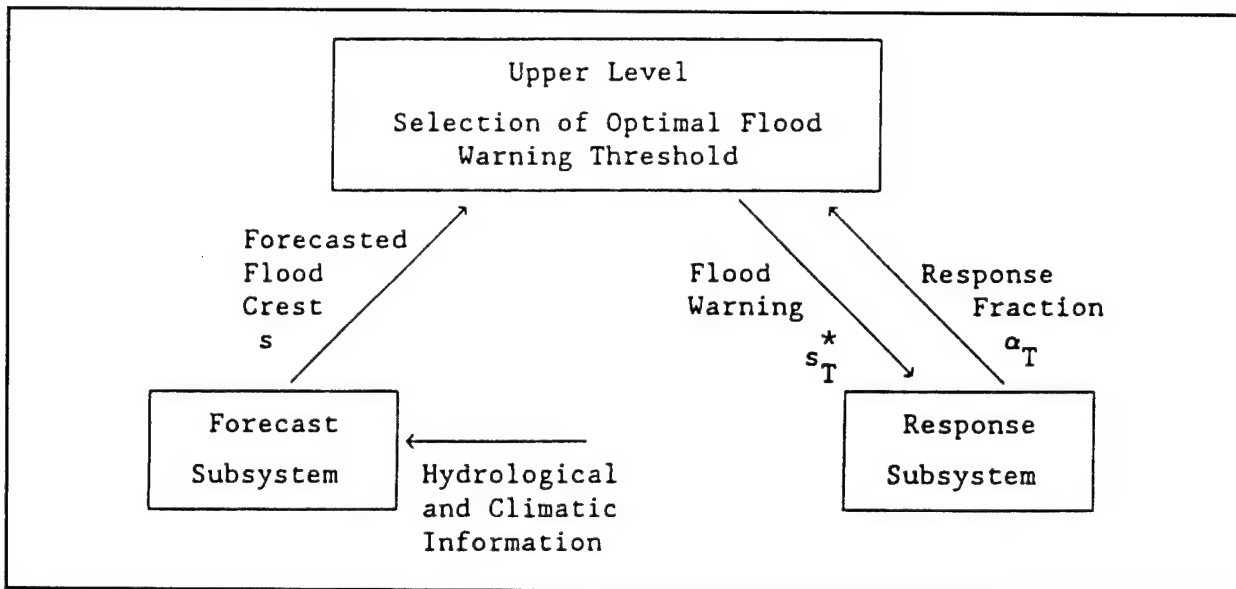 Upper Level
Selection of Optimal Flood
Warning Threshold
Forecasted
Flood
Crest
s
Flood
Warning
s*T
Response
Fraction
αT
Forecast
Subsystem
Hydrological
and Climatic
Information
Response
Subsystem